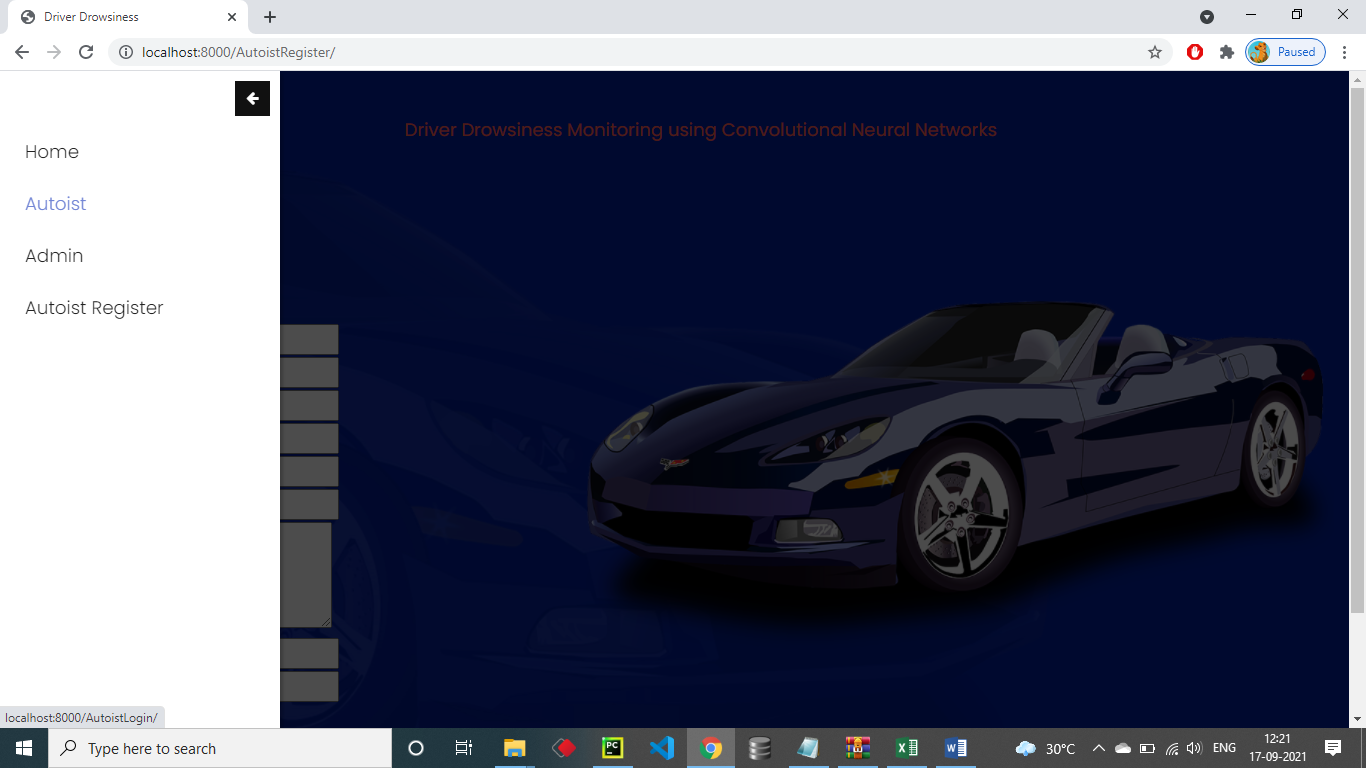 Driver Drowsiness
localhost:8000/AutoistRegister/
Paused
Driver Drowsiness Monitoring using Convolutional Neural Networks
Home
Autoist
Admin
Autoist Register
localhost:8000/AutoistLogin/
Type here to search
PC
30°C
ENG
12:21
17-09-2021